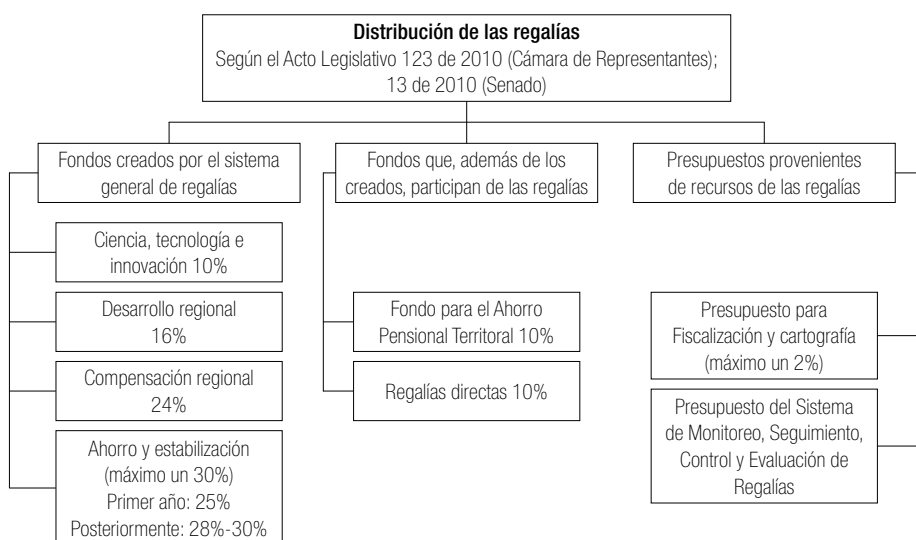 Distribución de las regalías
Según el Acto Legislativo 123 de 2010 (Cámara de Representantes);
13 de 2010 (Senado)
Fondos creados por el sistema
general de regalías
Ciencia, tecnología e
innovación 10%
Desarrollo regional
16%
Compensación regional
24%
Ahorro y estabilización
(máximo un 30%)
Primer año: 25%
Posteriormente: 28%-30%
Fondos que, además de los
creados, participan de las regalías
Fondo para el Ahorro
Pensional Territoral 10%
Regalías directas 10%
Presupuestos provenientes
de recursos de las regalías
Presupuesto para
Fiscalización y cartografía
(máximo un 2%)
Presupuesto del Sistema
de Monitoreo, Seguimiento,
Control y Evaluación de
Regalías